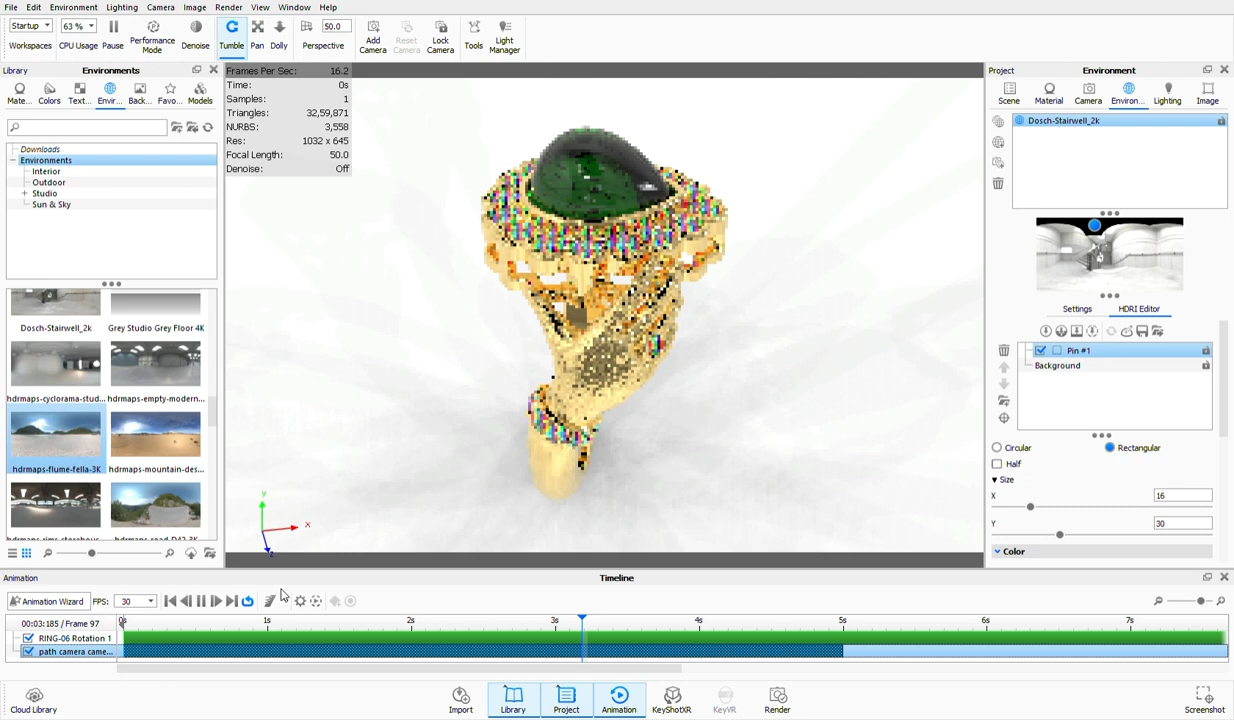 File Edit Environment Lighting Camera Image Render View Window Help
Startup 63 % 50.0
Workspaces CPU Usage Pause Performance Mode Denoise Tumble Pan Dolly Perspective Add Camera Reset Camera Lock Camera Tools Light Manager
Library Environments
Mate... Colors Text... Envir... Back... Favo... Models
Downloads
Environments
Interior
Outdoor
Studio
Sun & Sky
Dosch-Stairwell_2k Grey Studio Grey Floor 4K
hdrmaps-cyclorama-stud... hdrmaps-empty-modern...
hdrmaps-flume-fella-3K hdrmaps-mountain-des...
Frames Per Sec: 16.2
Time: 0s
Samples: 1
Triangles: 32,59,871
NURBS: 3,558
Res: 1032 x 645
Focal Length: 50.0
Denoise: Off
y
x
Project Environment
Scene Material Camera Environ... Lighting Image
Dosch-Stairwell_2k
Settings HDRI Editor
Pin #1
Background
Circular Rectangular
Half
Size
X 16
Y 30
Color
Animation Timeline
Animation Wizard FPS: 30
00:03:185 / Frame 97 0s 1s 2s 3s 4s 5s 6s 7s
RING-06 Rotation 1
path camera came...
Cloud Library Import Library Project Animation KeyShotXR KeyVR Render Screenshot